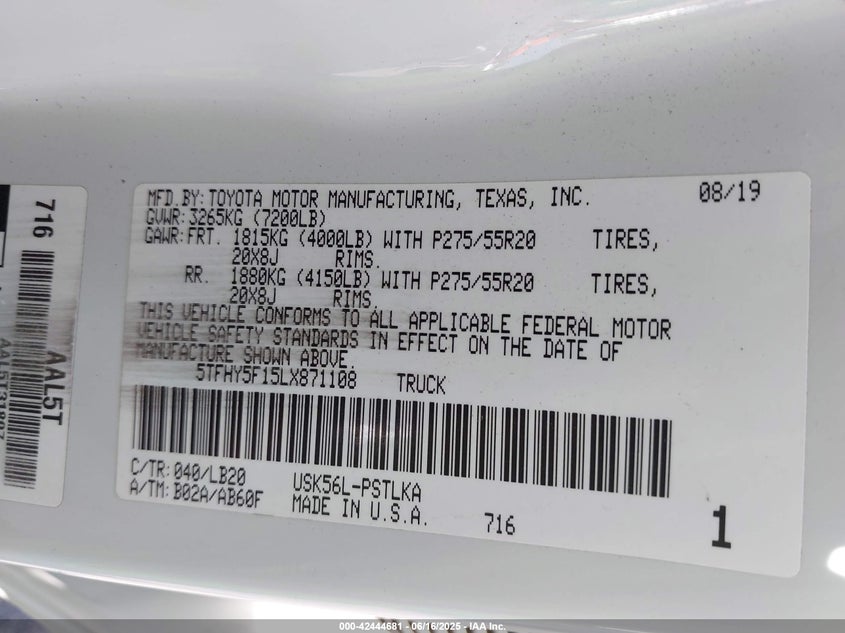 MFD.BY:TOYOTA MOTOR MANUFACTURING, TEXAS, INC. 08/19
GVWR:3265KG (7200LB)
GAWR:FRT. 1815KG (4000LB) WITH P275/55R20 TIRES,
20X8J RIMS,
RR. 1880KG (4150LB) WITH P275/55R20 TIRES,
20X8J RIMS,
THIS VEHICLE CONFORMS TO ALL APPLICABLE FEDERAL MOTOR
VEHICLE SAFETY STANDARDS IN EFFECT ON THE DATE OF
MANUFACTURE SHOWN ABOVE.
5TFHY5F15LX871108 TRUCK
C/TR:040/LB20 USK56L-PSTLKA
A/TM:B02A/AB60F MADE IN U.S.A. 716 1
716
AAL5T
000-42444681 - 06/16/2025 - IAA Inc.